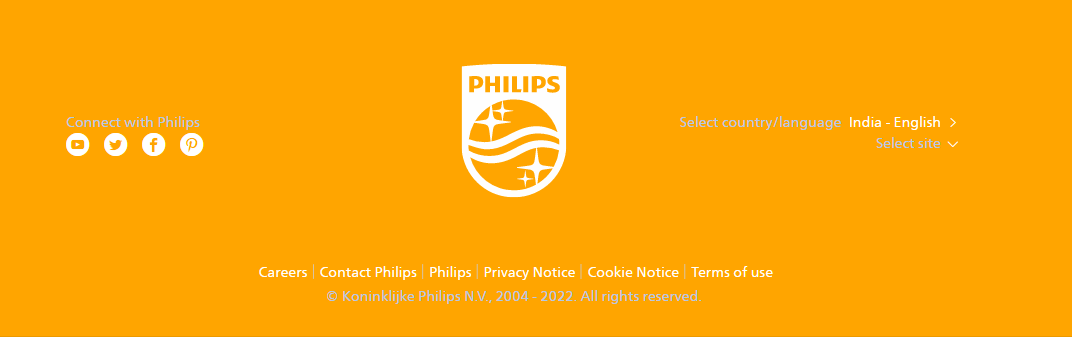 PHILIPS
Connect with Philips
Select country/language India - English
Select site
Careers Contact Philips Philips Privacy Notice Cookie Notice Terms of use
© Koninklijke Philips N.V., 2004 - 2022. All rights reserved.